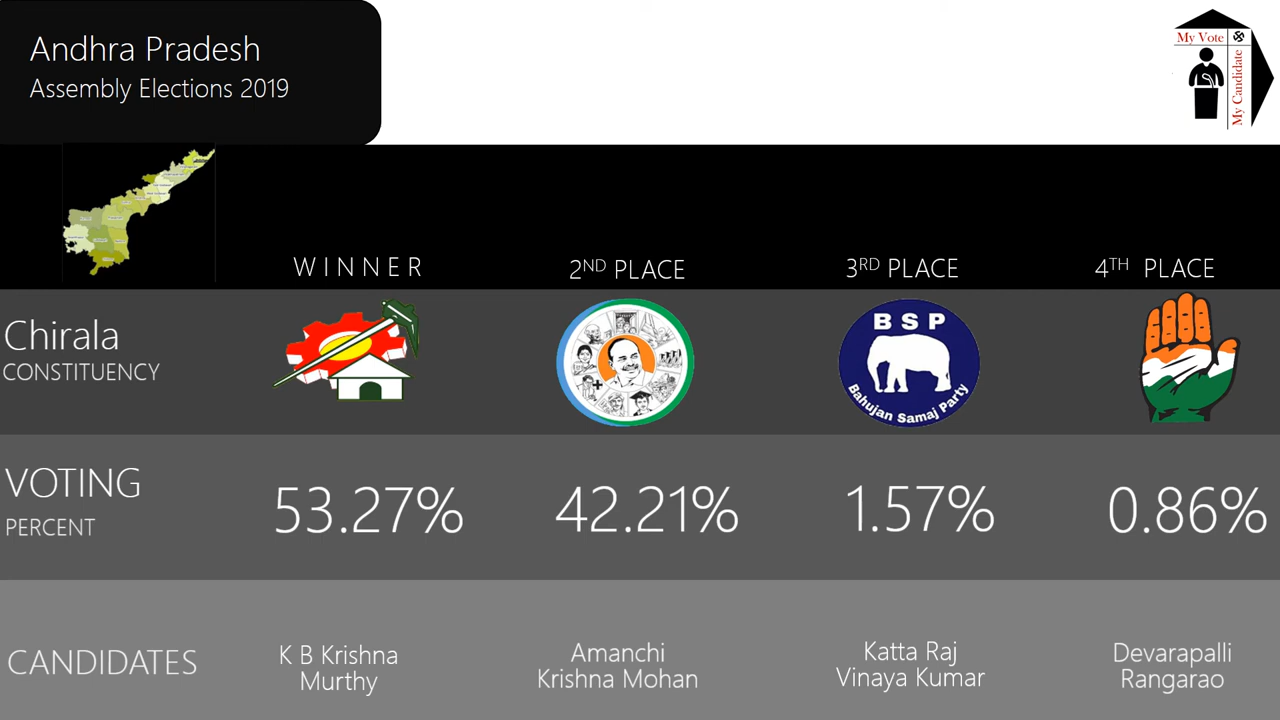 Andhra Pradesh
Assembly Elections 2019
My Vote
My Candidate
WINNER
2ND PLACE
3RD PLACE
4TH PLACE
Chirala
CONSTITUENCY
BSP
Bahujan Samaj Party
VOTING
PERCENT
53.27%
42.21%
1.57%
0.86%
CANDIDATES
K B Krishna
Murthy
Amanchi
Krishna Mohan
Katta Raj
Vinaya Kumar
Devarapalli
Rangarao